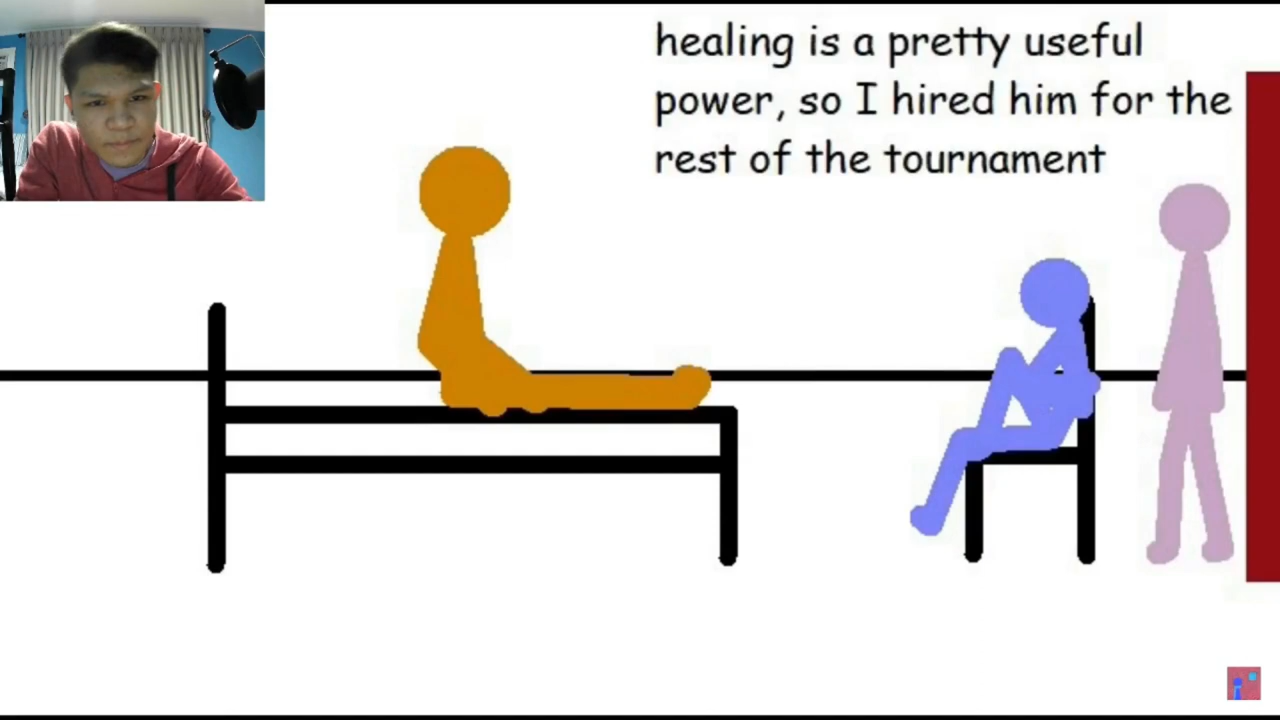 healing is a pretty useful
power, so I hired him for the
rest of the tournament